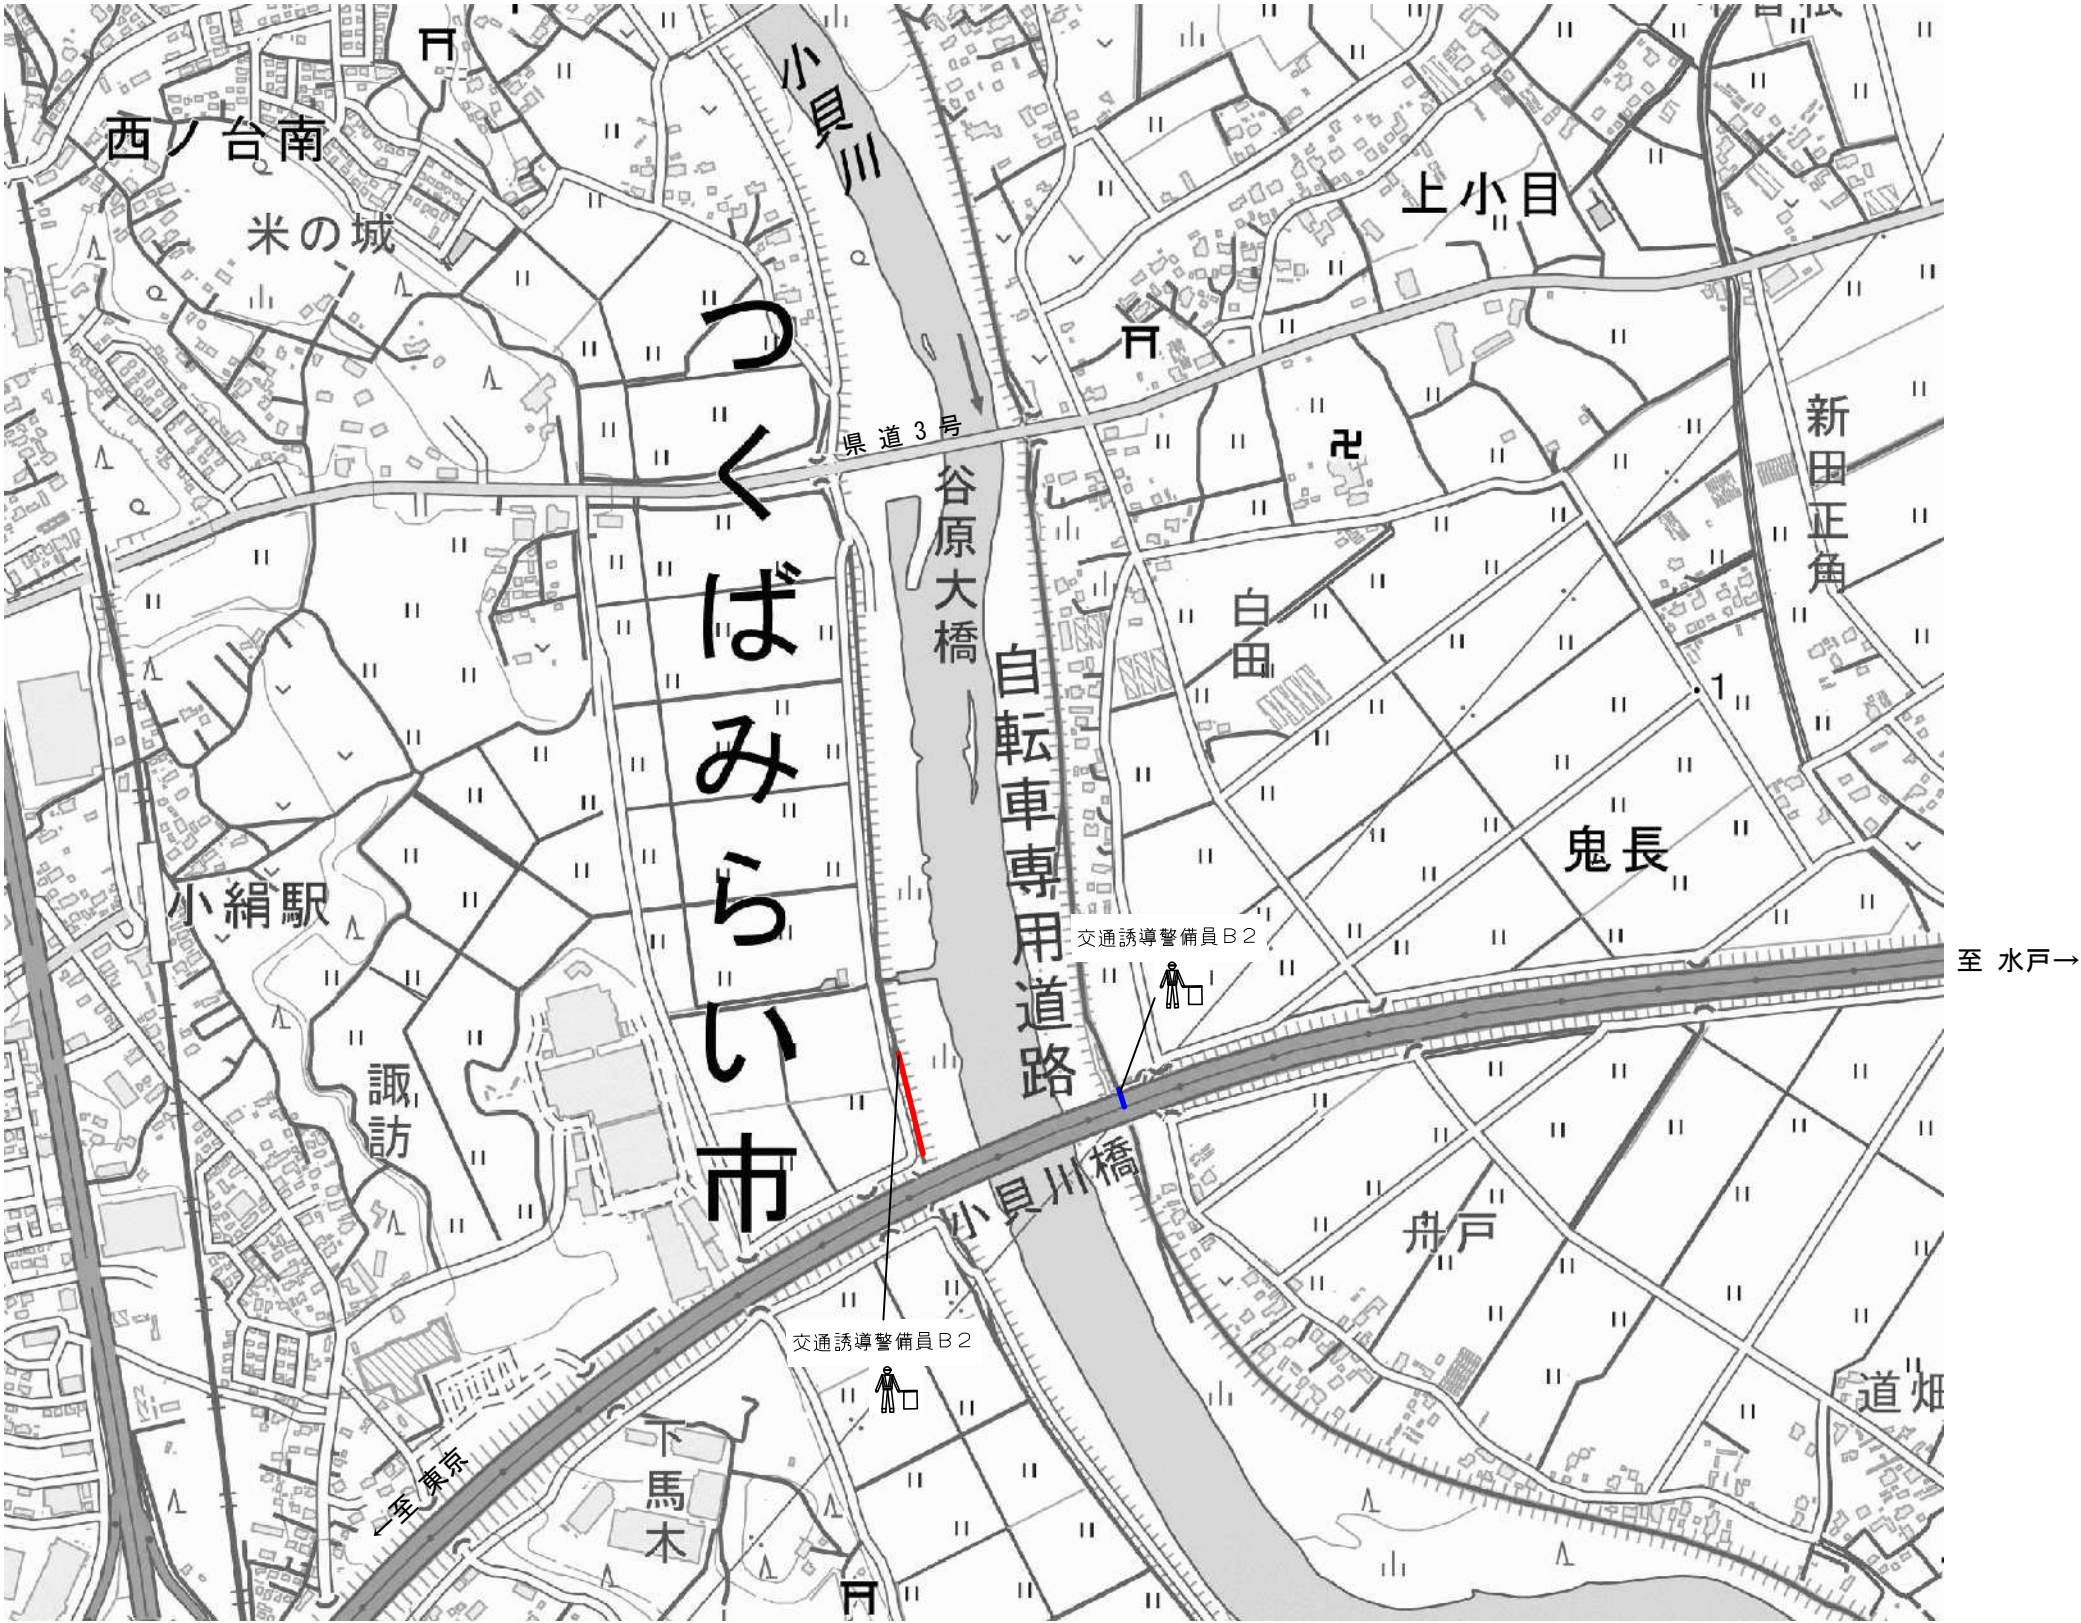 小貝川
西ノ台南
米の城
上小目
つくばみらい市
県道3号
谷原大橋
新田正角
白田
自転車専用道路
1
鬼長
小絹駅
交通誘導警備員B2
至 水戸→
諏訪
小貝川橋
舟戸
交通誘導警備員B2
道畑
下馬木
←至 東京